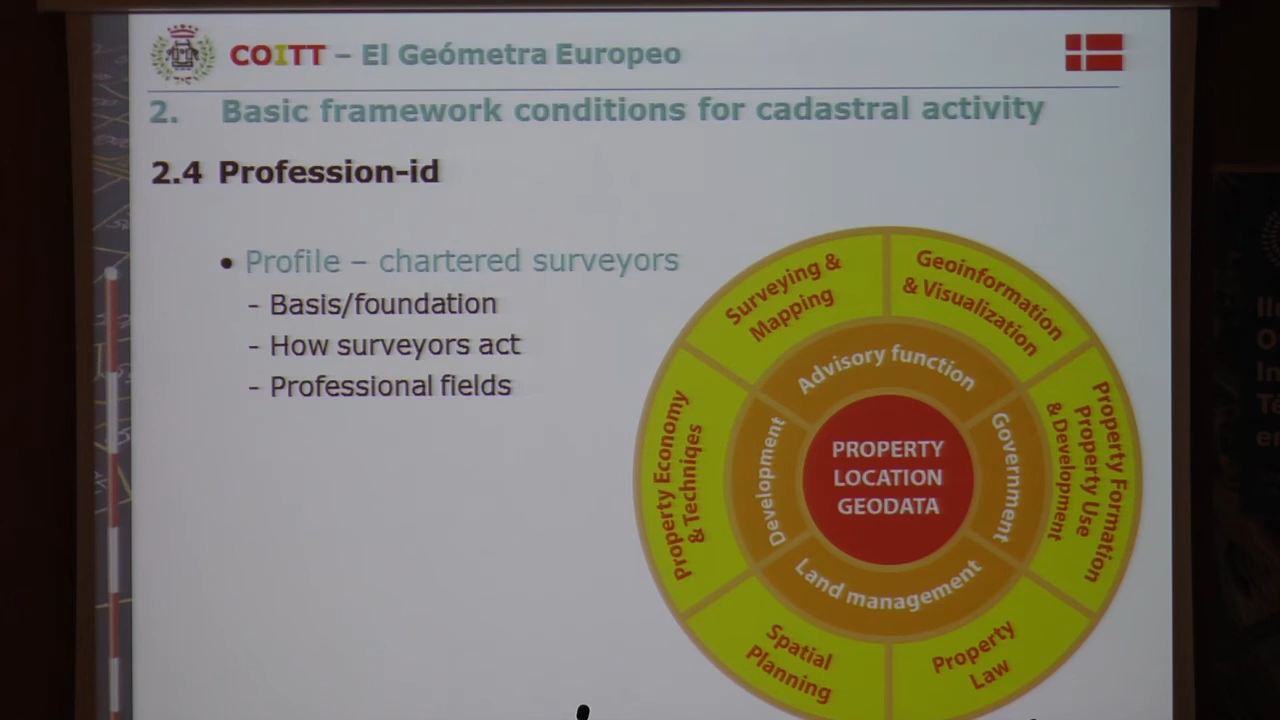 COITT – El Geómetra Europeo
2. Basic framework conditions for cadastral activity
2.4 Profession-id
• Profile – chartered surveyors
- Basis/foundation
- How surveyors act
- Professional fields
Surveying &
Mapping
Geoinformation
& Visualization
Property Formation
Property Use
& Development
Property
Law
Spatial
Planning
Property Economy
& Techniqes
Advisory function
Government
Land management
Development
PROPERTY
LOCATION
GEODATA